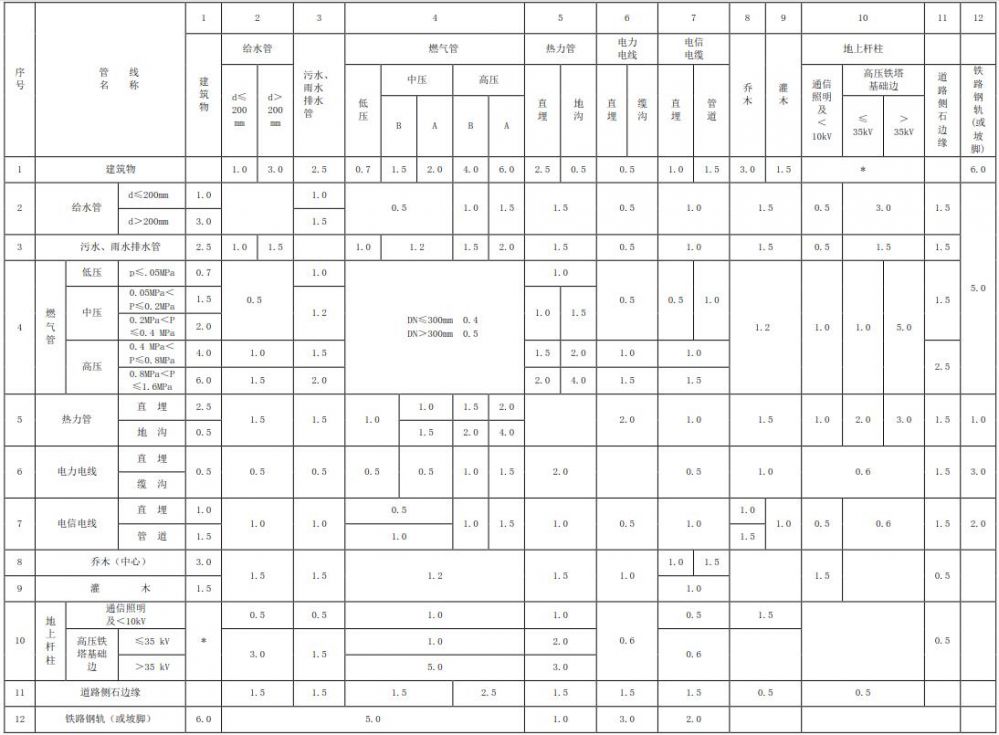 序号 管线名称 1 2 3 4 5 6 7 8 9 10 11 12
建筑物 给水管 污水、雨水排水管 燃气管 热力管 电力电线 电信电缆 乔木 灌木 地上杆柱 道路侧石边缘 铁路钢轨(或坡脚)
d≤200mm d>200mm 低压 中压 高压 直埋 地沟 直埋 缆沟 直埋 管道 通信照明及<10kV 高压铁塔基础边
B A B A ≤35kV >35kV
1 建筑物 1.0 3.0 2.5 0.7 1.5 2.0 4.0 6.0 2.5 0.5 0.5 1.0 1.5 3.0 1.5 * 6.0
2 给水管 d≤200mm 1.0 1.0 0.5 1.0 1.5 1.5 0.5 1.0 1.5 0.5 3.0 1.5 5.0
d>200mm 3.0 1.5
3 污水、雨水排水管 2.5 1.0 1.5 1.0 1.2 1.5 2.0 1.5 0.5 1.0 1.5 0.5 1.5 1.5
4 燃气管 低压 p≤.05MPa 0.7 0.5 1.0 DN≤300mm 0.4 1.0 0.5 0.5 1.0 1.2 1.0 1.0 5.0 1.5
DN>300mm 0.5
中压 0.05MPa<P≤0.2MPa 1.5 1.2 1.0 1.5
0.2MPa<P≤0.4 MPa 2.0
高压 0.4 MPa<P≤0.8MPa 4.0 1.0 1.5 1.5 2.0 1.0 1.0 2.5
0.8MPa<P≤1.6MPa 6.0 1.5 2.0 2.0 4.0 1.5 1.5
5 热力管 直 埋 2.5 1.5 1.5 1.0 1.0 1.5 2.0 2.0 1.0 1.5 1.0 2.0 3.0 1.5 1.0
地 沟 0.5 1.5 2.0 4.0
6 电力电线 直 埋 0.5 0.5 0.5 0.5 0.5 1.0 1.5 2.0 0.5 1.0 0.6 1.5 3.0
缆 沟
7 电信电线 直 埋 1.0 1.0 1.0 0.5 1.0 1.5 1.0 0.5 1.0 1.0 1.0 0.5 0.6 1.5 2.0
管 道 1.5 1.0 1.5
8 乔木(中心) 3.0 1.5 1.5 1.2 1.5 1.0 1.0 1.5 1.5 0.5
9 灌 木 1.5 1.0
10 地上杆柱 通信照明及<10kV * 0.5 0.5 1.0 1.0 0.6 0.5 1.5 0.5
高压铁塔基础边 ≤35 kV 3.0 1.5 1.0 2.0 0.6
>35 kV 5.0 3.0
11 道路侧石边缘 1.5 1.5 1.5 2.5 1.5 1.5 1.5 0.5 0.5
12 铁路钢轨(或坡脚) 6.0 5.0 1.0 3.0 2.0